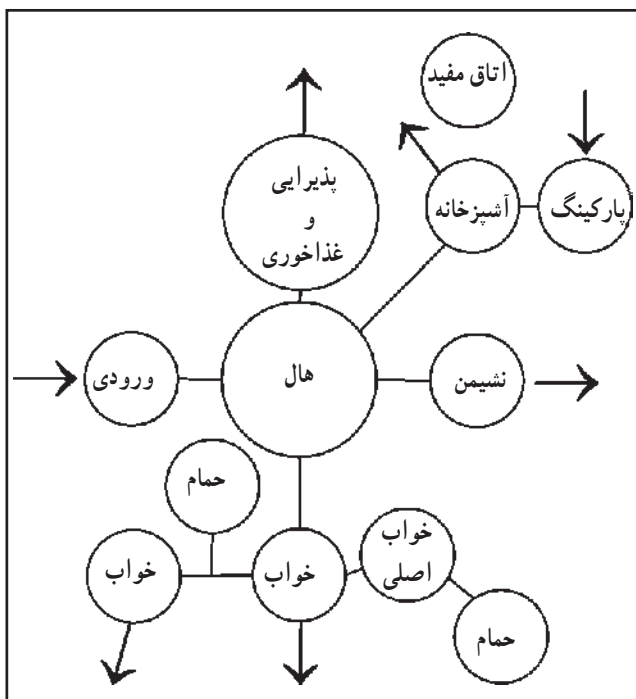 اتاق مفید
پذیرایی
و
غذاخوری
آشپزخانه
پارکینگ
ورودی
هال
نشیمن
حمام
خواب
خواب
خواب
اصلی
حمام